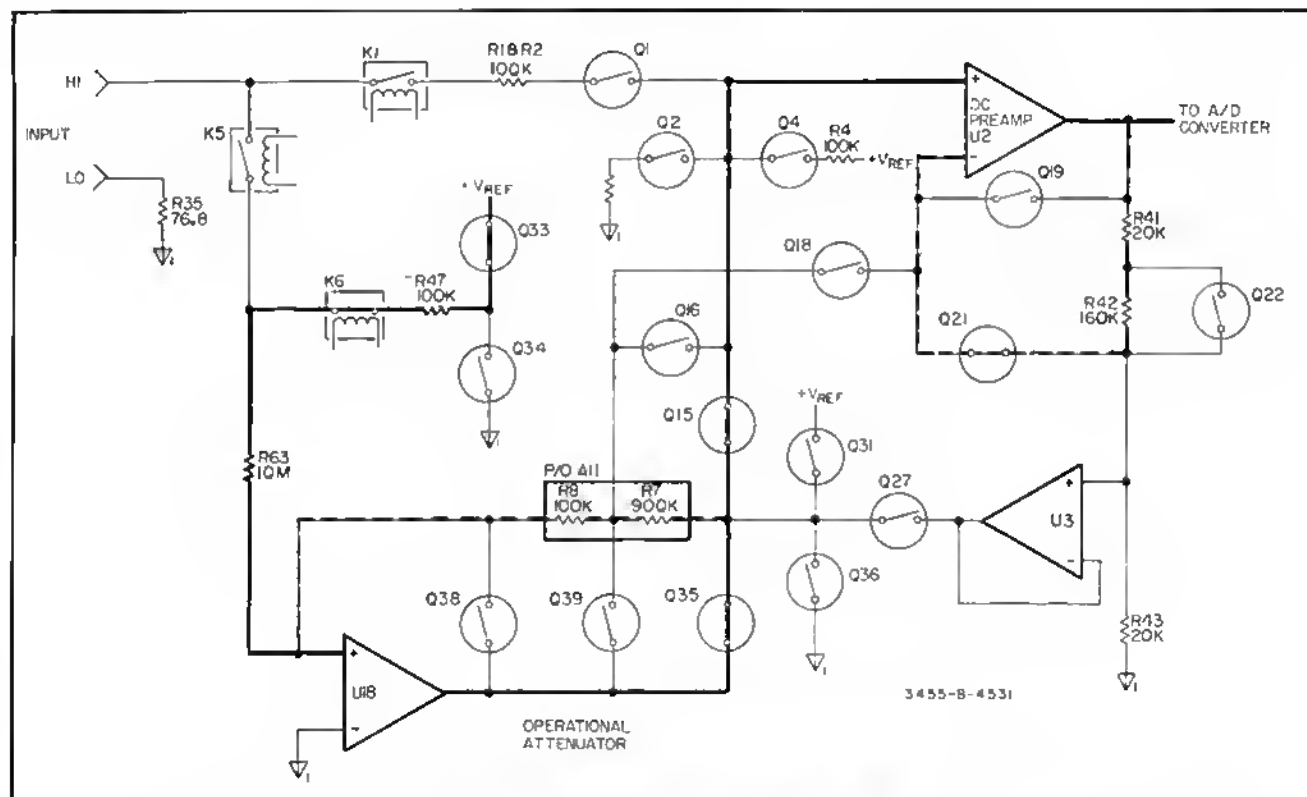 HI
INPUT
LO
R35
76.8
K5
K1
R18 R2
100K
Q1
Q2
Q4
R4
100K
+VREF
+
DC
PREAMP
U2
-
TO A/D
CONVERTER
Q19
R41
20K
R42
160K
Q22
Q21
Q18
+VREF
Q33
K6
R47
100K
Q34
Q16
Q15
+VREF
Q31
Q27
U3
+
-
R63
10M
P/O A11
R8
100K
R7
900K
Q38
Q39
Q35
Q36
R43
20K
+
U18
-
OPERATIONAL
ATTENUATOR
3455-B-4531